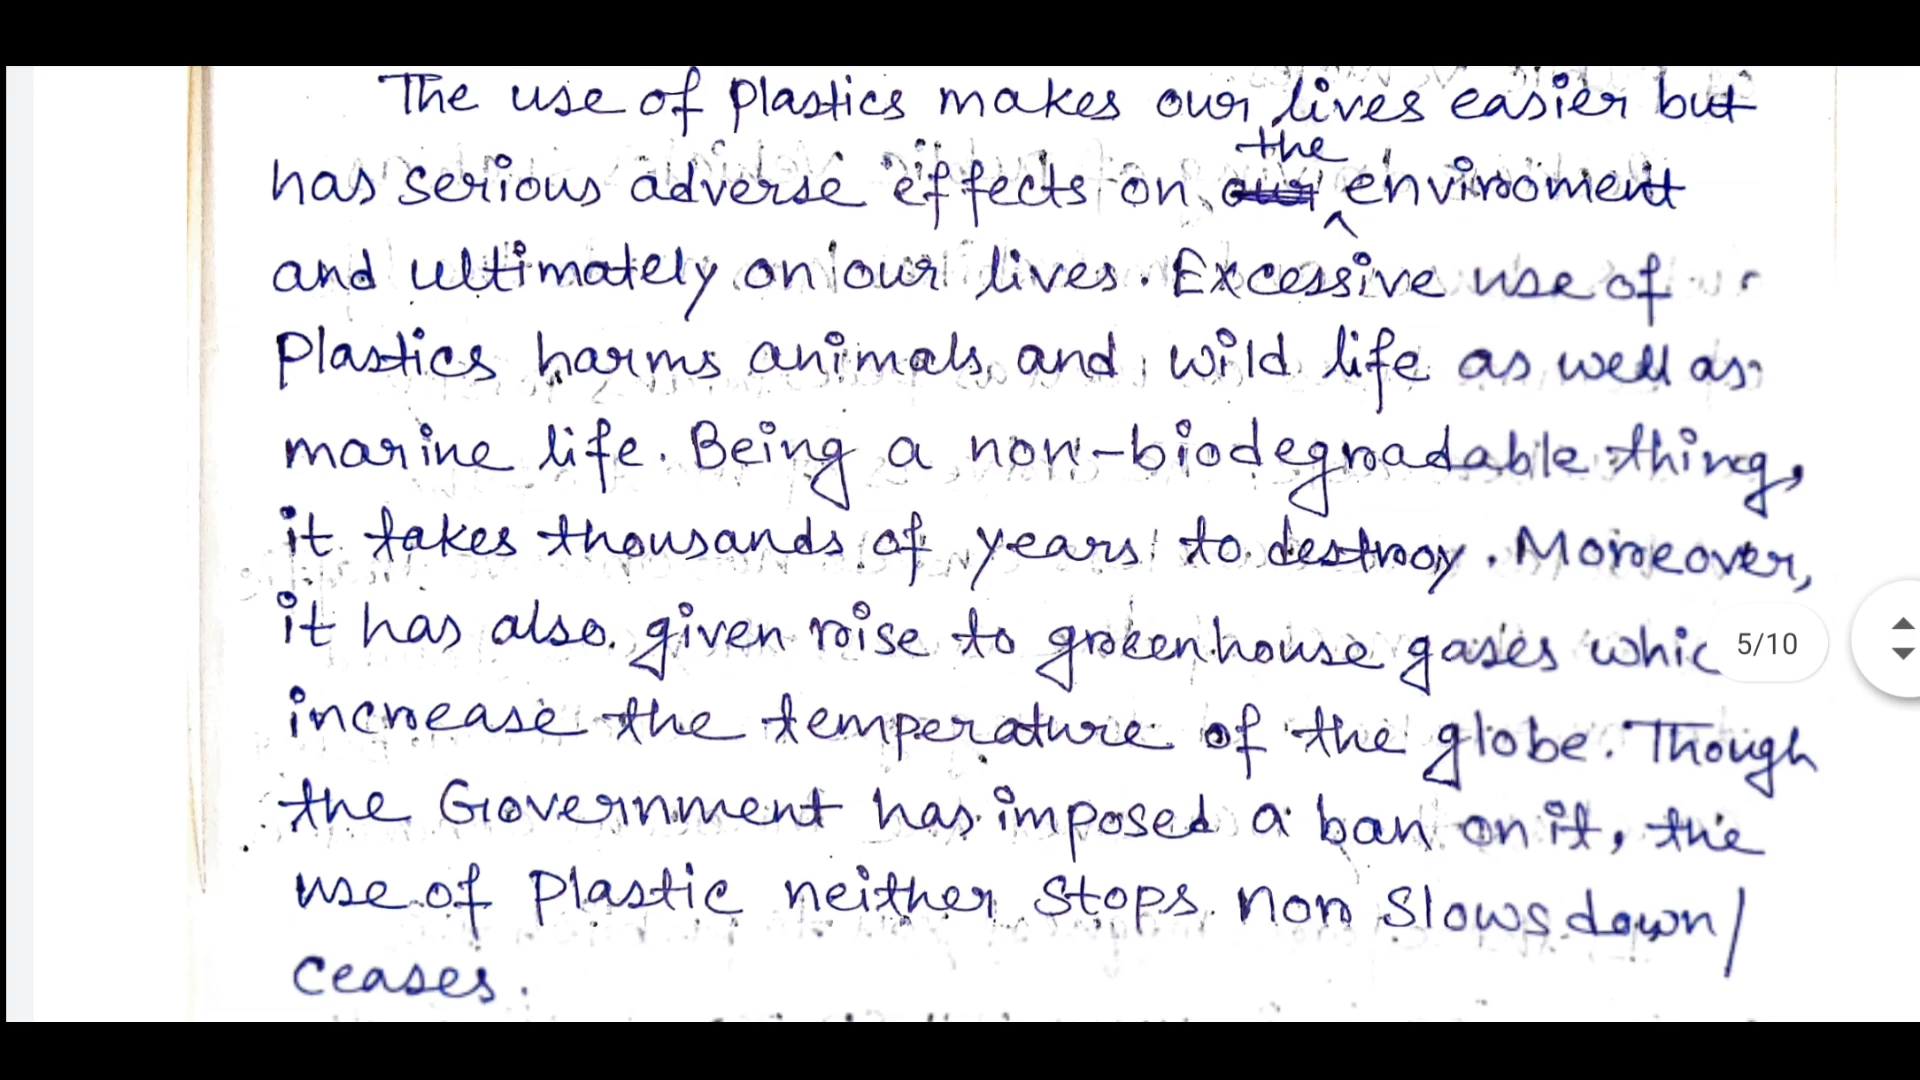 The use of plastics makes our lives easier but
the
has serious adverse effects on our environment
and ultimately on our lives. Excessive use of
Plastics harms animals and wild life as well as
marine life. Being a non-biodegradable thing,
it takes thousands of years to destroy. Moreover,
it has also given rise to greenhouse gases whic
5/10
increase the temperature of the globe. Though
the Government has imposed a ban on it, the
use of Plastic neither stops nor slows down/
ceases.